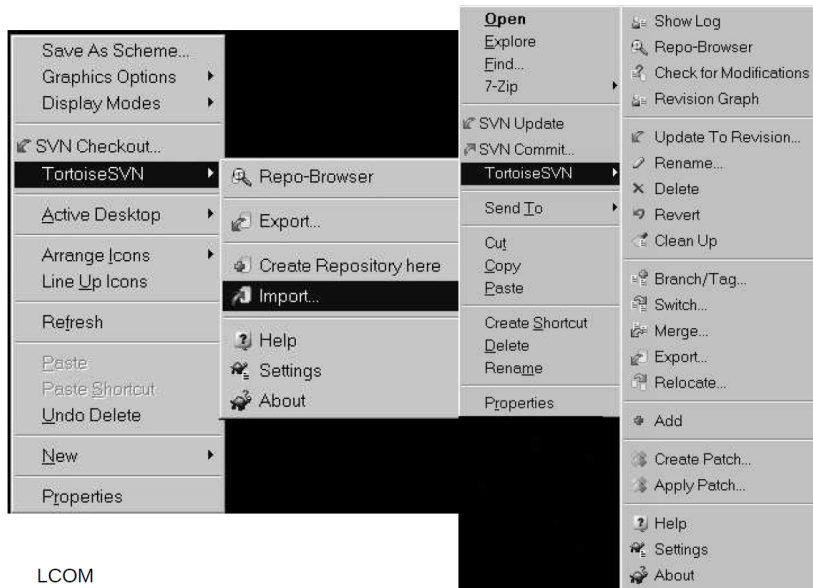 Save As Scheme...
Graphics Options
Display Modes
SVN Checkout...
TortoiseSVN
Active Desktop
Arrange Icons
Line Up Icons
Refresh
Paste
Paste Shortcut
Undo Delete
New
Properties
Repo-Browser
Export...
Create Repository here
Import...
Help
Settings
About
Open
Explore
Find...
7-Zip
SVN Update
SVN Commit...
TortoiseSVN
Send To
Cut
Copy
Paste
Create Shortcut
Delete
Rename
Properties
Show Log
Repo-Browser
Check for Modifications
Revision Graph
Update To Revision...
Rename...
Delete
Revert
Clean Up
Branch/Tag...
Switch...
Merge...
Export...
Relocate...
Add
Create Patch...
Apply Patch...
Help
Settings
About
LCOM